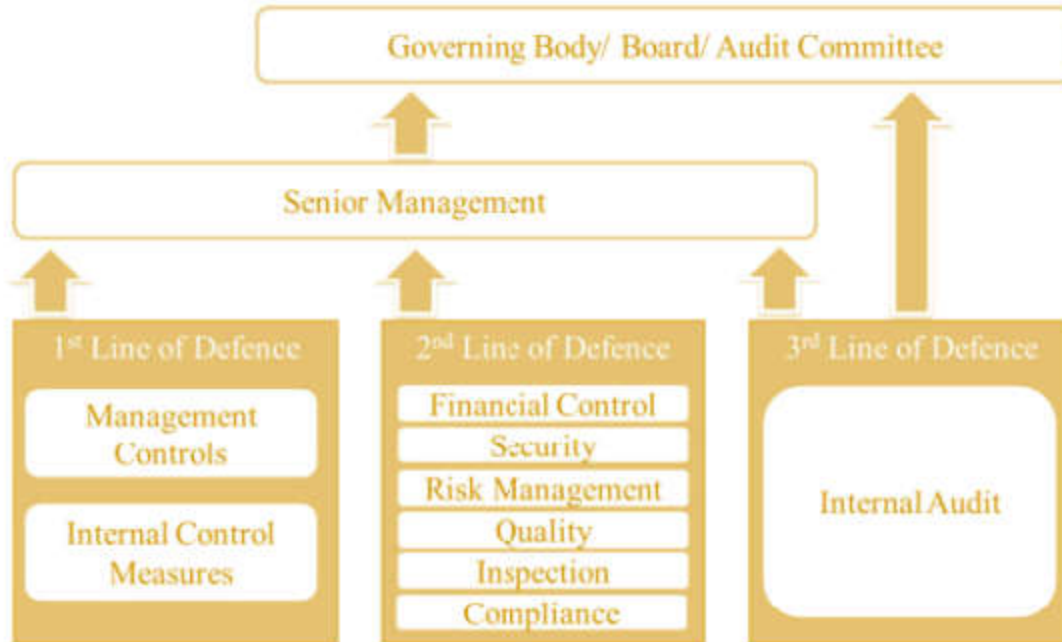 Governing Body/ Board/ Audit Committee
Senior Management
1st Line of Defence
Management
Controls
Internal Control
Measures
2nd Line of Defence
Financial Control
Security
Risk Management
Quality
Inspection
Compliance
3rd Line of Defence
Internal Audit